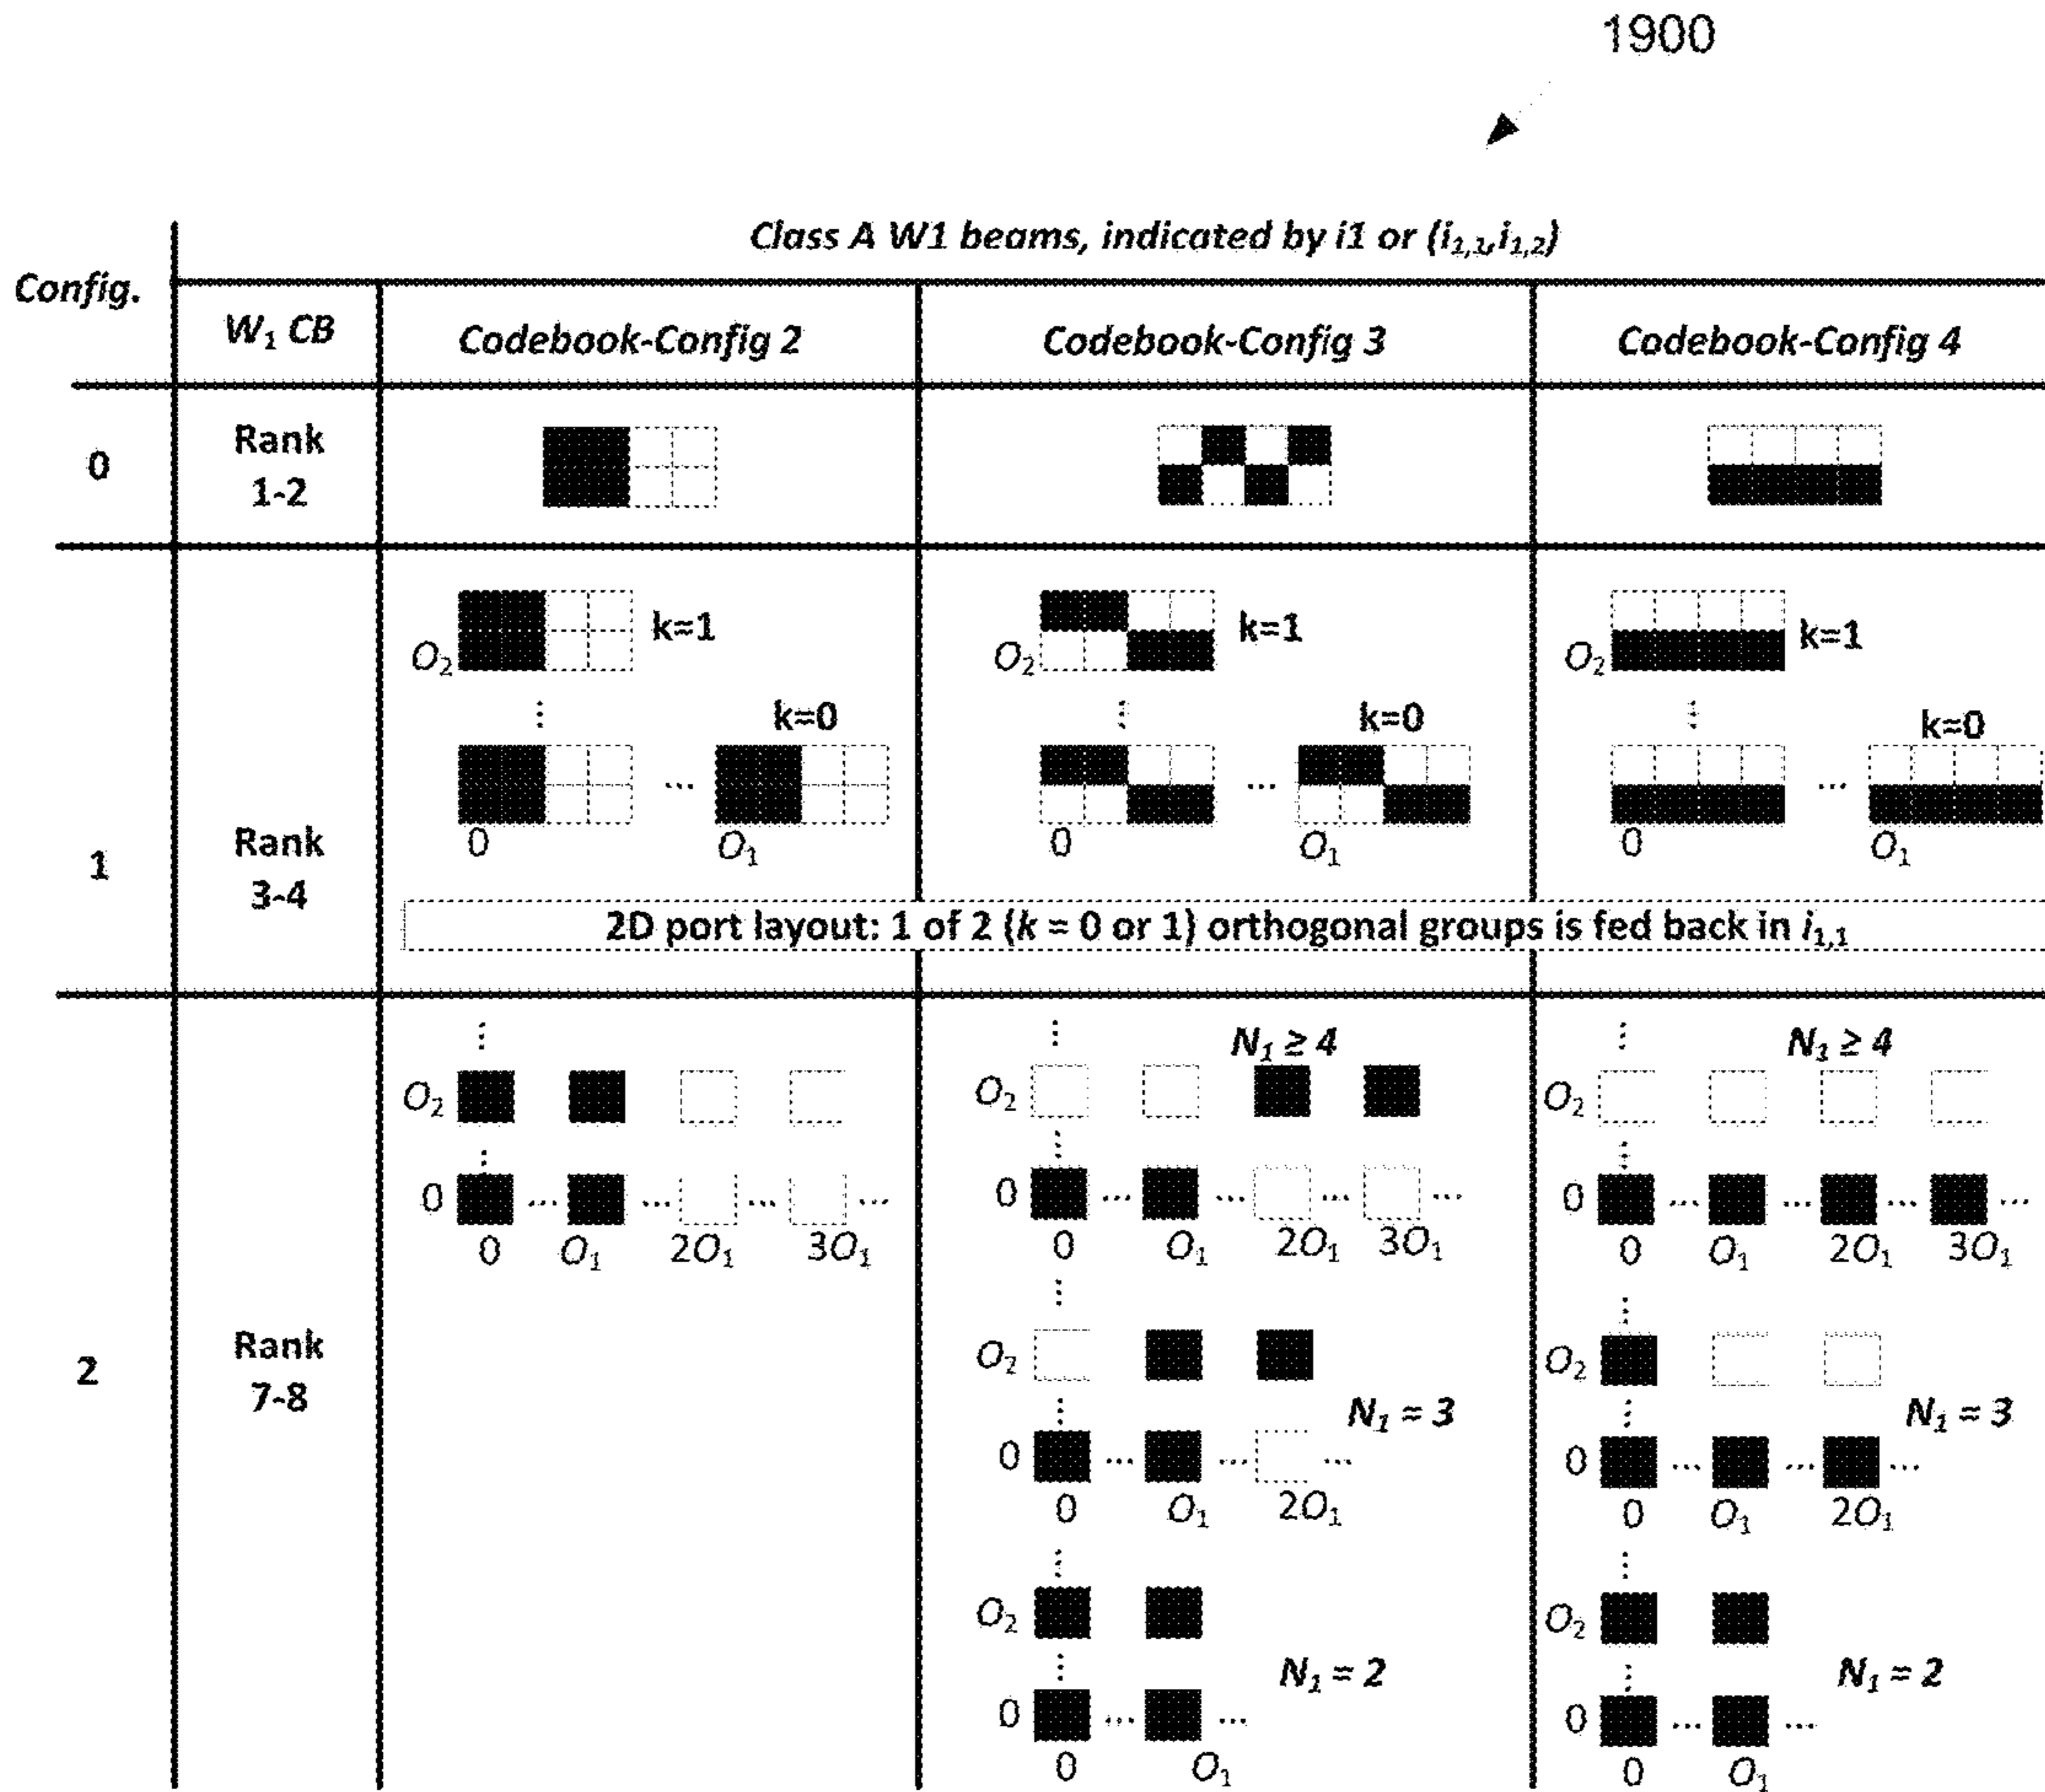 1900
Class A W1 beams, indicated by i1 or (i1,1,i1,2)
Config.
W1 CB
Codebook-Config 2
Codebook-Config 3
Codebook-Config 4
0
Rank
1-2
1
Rank
3-4
O2
k=1
⋮
k=0
...
0
O1
O2
k=1
⋮
k=0
...
0
O1
O2
k=1
⋮
k=0
...
0
O1
2D port layout: 1 of 2 (k = 0 or 1) orthogonal groups is fed back in i1,1
2
Rank
7-8
⋮
O2
⋮
0 ... ... ... ...
0 O1 2O1 3O1
⋮
N1 ≥ 4
O2
⋮
0 ... ... ... ...
0 O1 2O1 3O1
⋮
O2
⋮
N1 = 3
0 ... ... ...
0 O1 2O1
⋮
O2
⋮
N1 = 2
0 ... ...
0 O1
⋮
N1 ≥ 4
O2
⋮
0 ... ... ... ...
0 O1 2O1 3O1
⋮
O2
⋮
N1 = 3
0 ... ... ...
0 O1 2O1
⋮
O2
⋮
N1 = 2
0 ... ...
0 O1